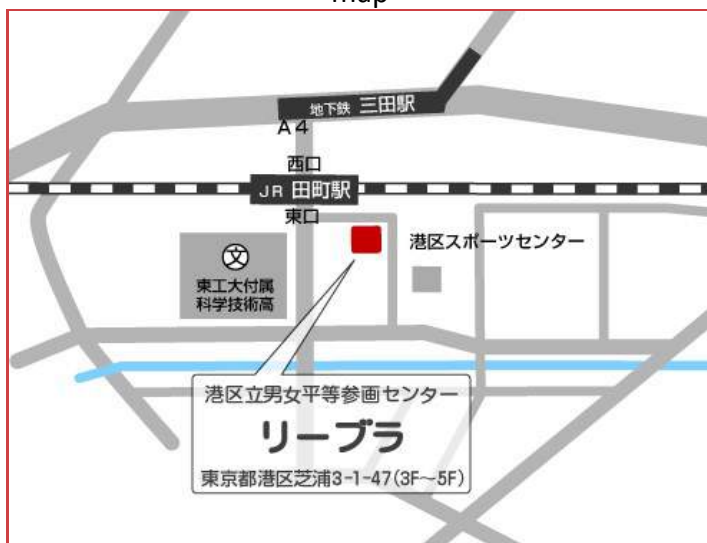 map
地下鉄 三田駅
A4
西口
JR 田町駅
東口
港区スポーツセンター
文
東工大付属
科学技術高
港区立男女平等参画センター
リーブラ
東京都港区芝浦3-1-47(3F〜5F)